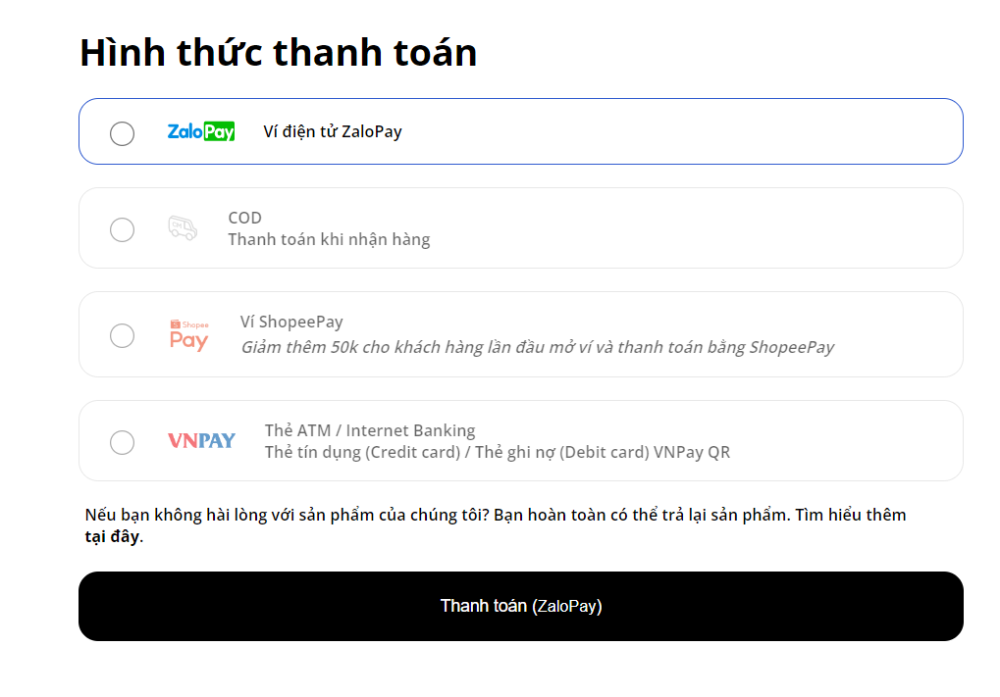 Hình thức thanh toán
ZaloPay Ví điện tử ZaloPay
COD
Thanh toán khi nhận hàng
Shopee
Pay
Ví ShopeePay
Giảm thêm 50k cho khách hàng lần đầu mở ví và thanh toán bằng ShopeePay
VNPAY
Thẻ ATM / Internet Banking
Thẻ tín dụng (Credit card) / Thẻ ghi nợ (Debit card) VNPay QR
Nếu bạn không hài lòng với sản phẩm của chúng tôi? Bạn hoàn toàn có thể trả lại sản phẩm. Tìm hiểu thêm
tại đây.
Thanh toán (ZaloPay)